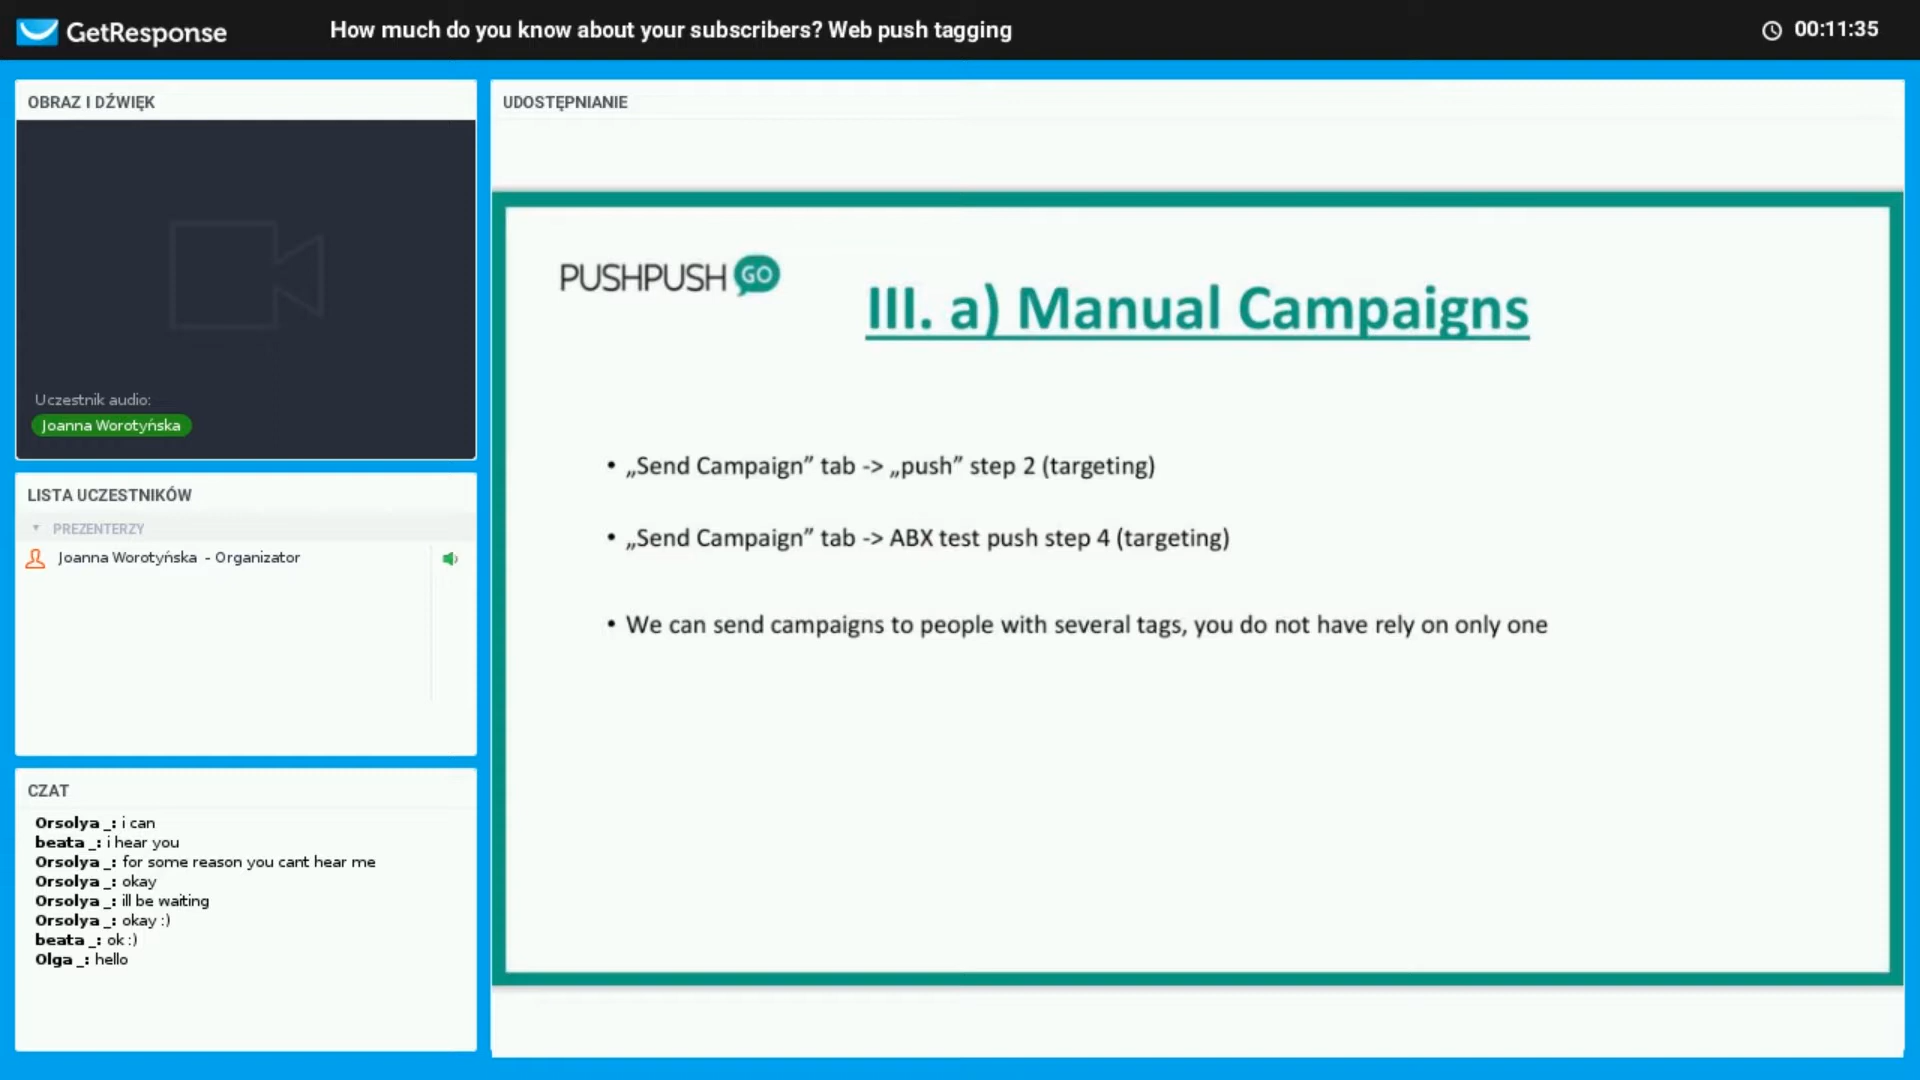 GetResponse
How much do you know about your subscribers? Web push tagging
00:11:35
OBRAZ I DŹWIĘK
Uczestnik audio:
Joanna Worotyńska
LISTA UCZESTNIKÓW
PREZENTERZY
Joanna Worotyńska - Organizator
CZAT
Orsolya _: i can
beata _: i hear you
Orsolya _: for some reason you cant hear me
Orsolya _: okay
Orsolya _: ill be waiting
Orsolya _: okay :)
beata _: ok :)
Olga _: hello
UDOSTĘPNIANIE
PUSHPUSH GO
III. a) Manual Campaigns
• „Send Campaign” tab -> „push” step 2 (targeting)
• „Send Campaign” tab -> ABX test push step 4 (targeting)
• We can send campaigns to people with several tags, you do not have rely on only one